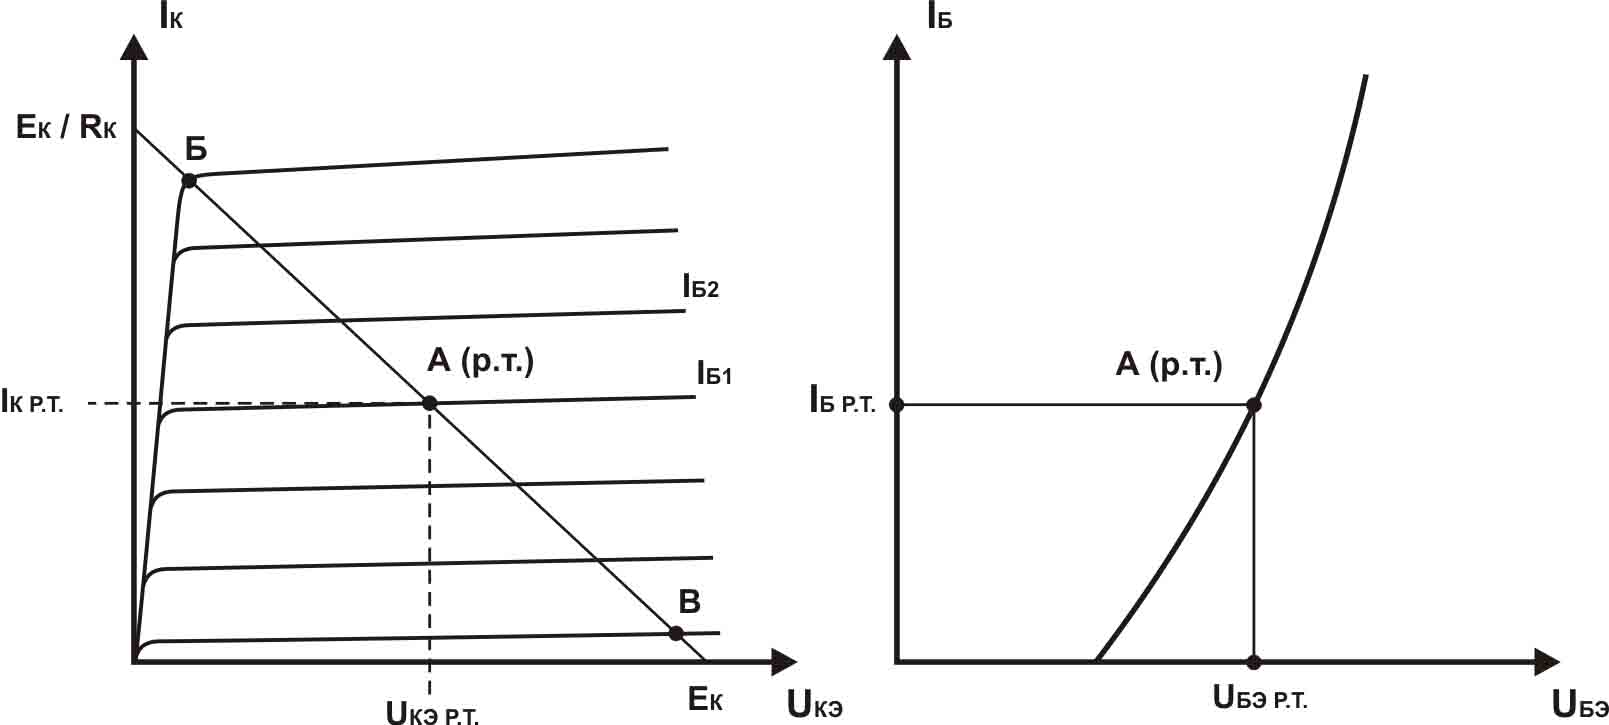 IК
EК / RК
Б
IБ2
А (р.т.)
IБ1
IК Р.Т.
В
UКЭ Р.Т.
EК
UКЭ
IБ
А (р.т.)
IБ Р.Т.
UБЭ Р.Т.
UБЭ